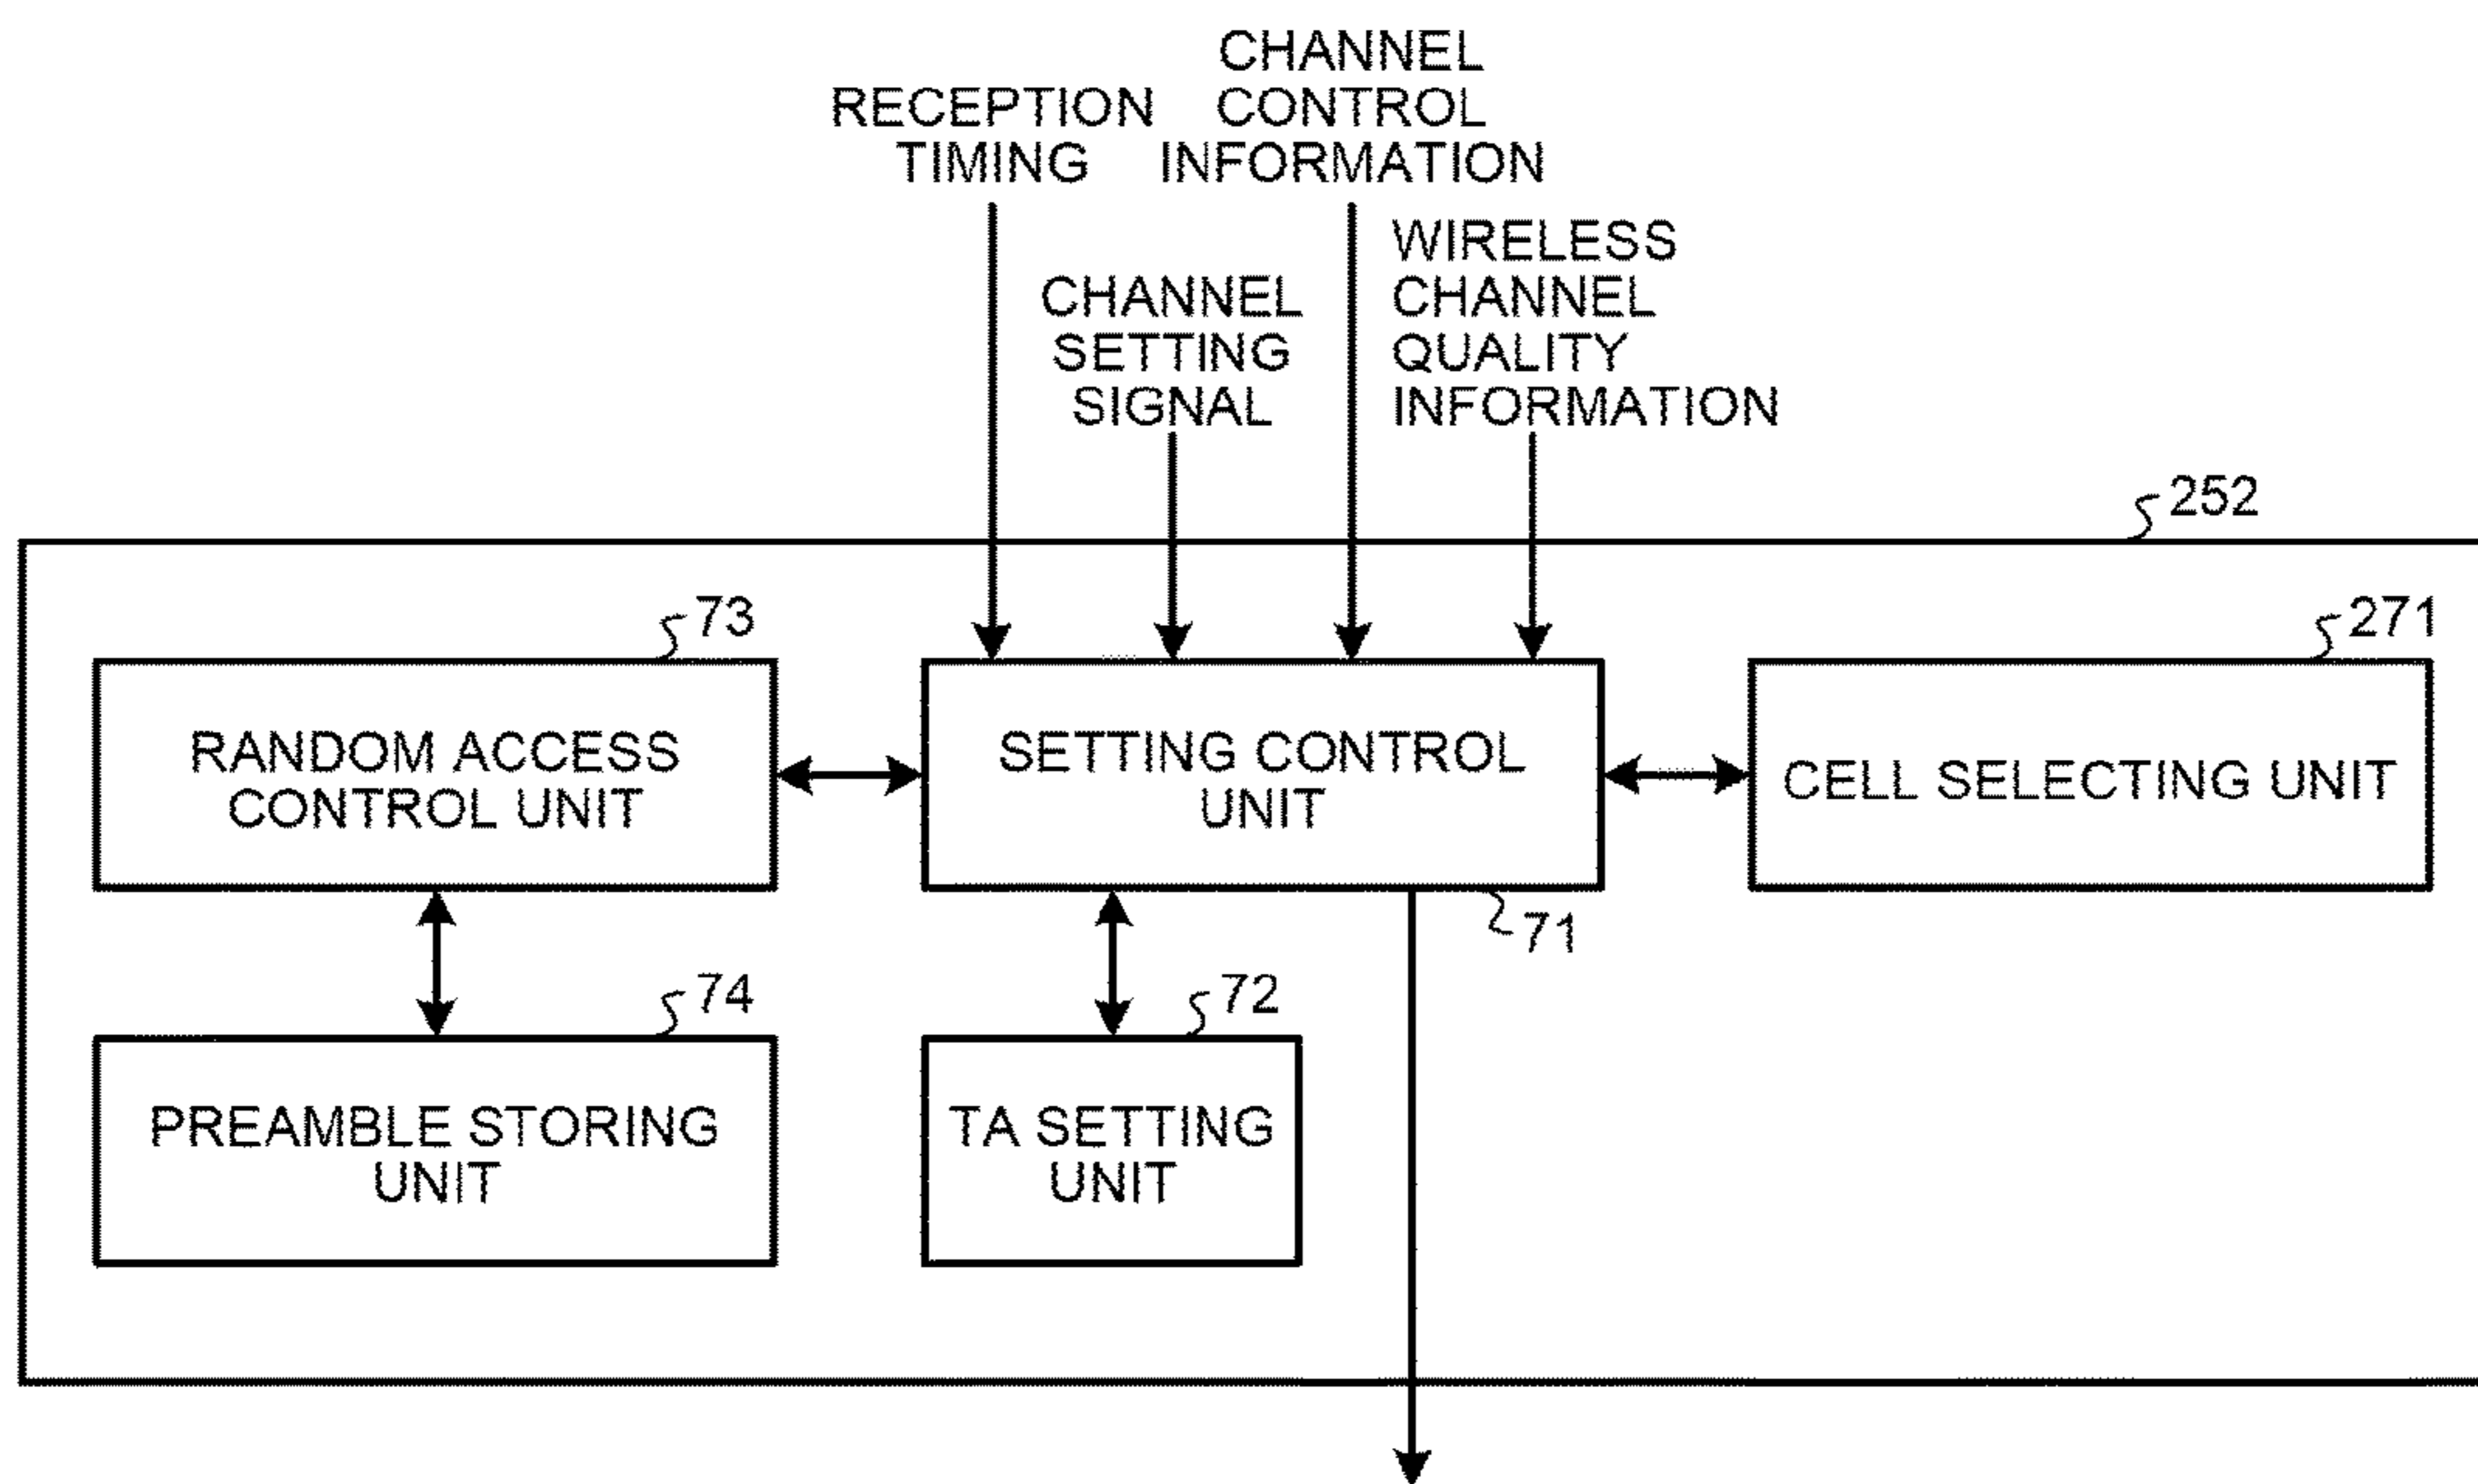 CHANNEL
CONTROL
INFORMATION
RECEPTION
TIMING
WIRELESS
CHANNEL
QUALITY
INFORMATION
CHANNEL
SETTING
SIGNAL
252
73
271
RANDOM ACCESS
CONTROL UNIT
SETTING CONTROL
UNIT
CELL SELECTING UNIT
71
74
72
PREAMBLE STORING
UNIT
TA SETTING
UNIT